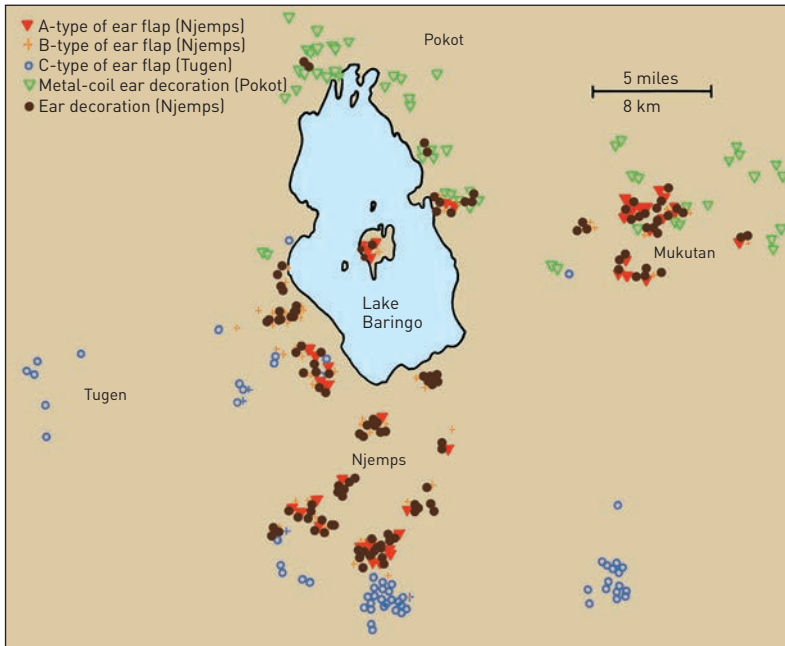 A-type of ear flap (Njemps)
B-type of ear flap (Njemps)
C-type of ear flap (Tugen)
Metal-coil ear decoration (Pokot)
Ear decoration (Njemps)
Pokot
5 miles
8 km
Mukutan
Lake
Baringo
Tugen
Njemps